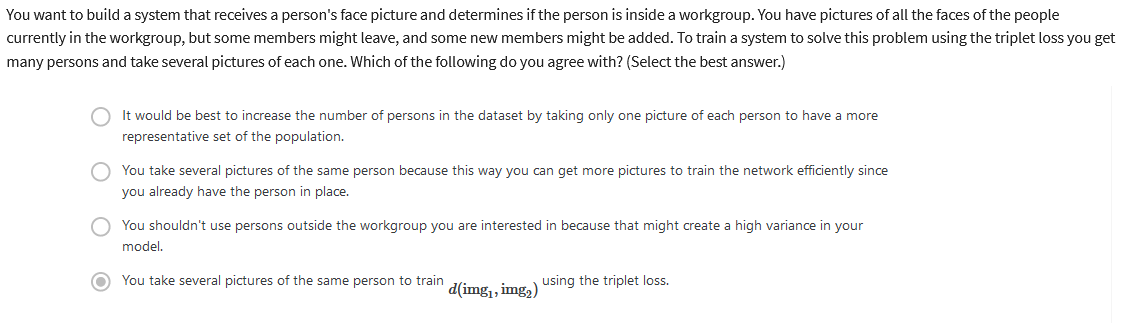 You want to build a system that receives a person's face picture and determines if the person is inside a workgroup. You have pictures of all the faces of the people
currently in the workgroup, but some members might leave, and some new members might be added. To train a system to solve this problem using the triplet loss you get
many persons and take several pictures of each one. Which of the following do you agree with? (Select the best answer.)
It would be best to increase the number of persons in the dataset by taking only one picture of each person to have a more
representative set of the population.
You take several pictures of the same person because this way you can get more pictures to train the network efficiently since
you already have the person in place.
You shouldn't use persons outside the workgroup you are interested in because that might create a high variance in your
model.
You take several pictures of the same person to train d(img₁, img₂) using the triplet loss.